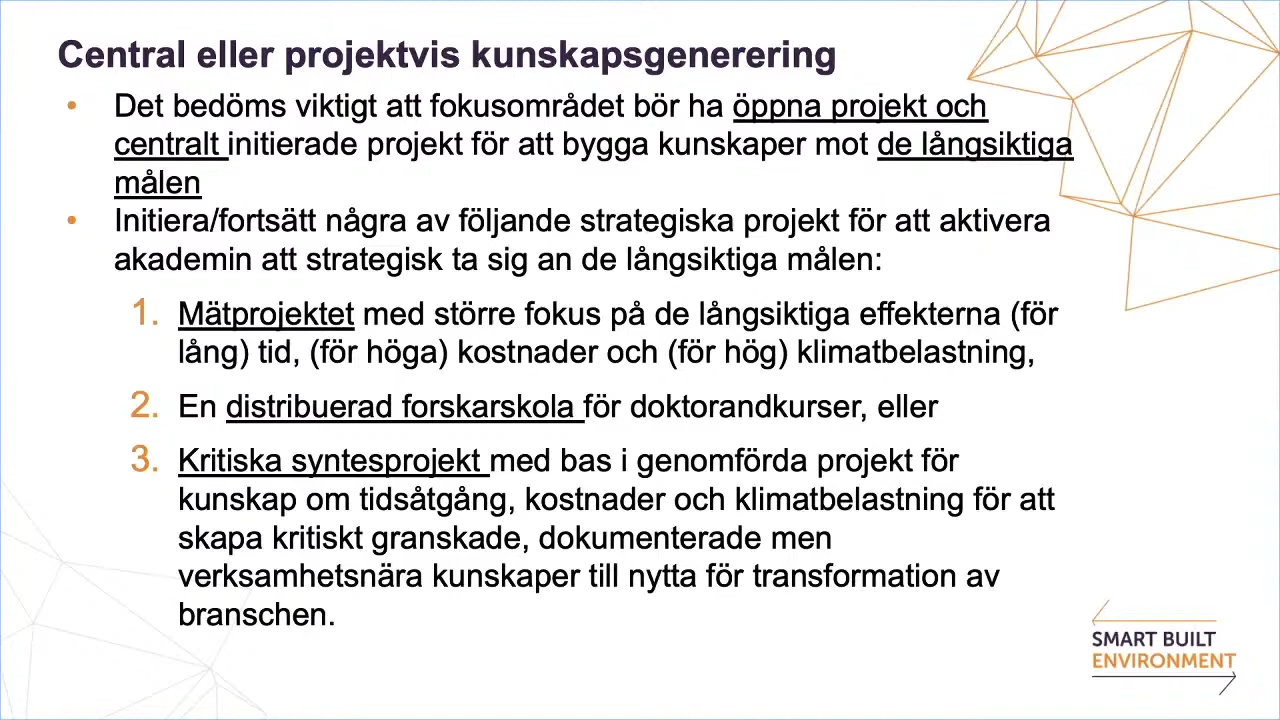 Central eller projektvis kunskapsgenerering
• Det bedöms viktigt att fokusområdet bör ha öppna projekt och
centralt initierade projekt för att bygga kunskaper mot de långsiktiga
målen
• Initiera/fortsätt några av följande strategiska projekt för att aktivera
akademin att strategisk ta sig an de långsiktiga målen:
1. Mätprojektet med större fokus på de långsiktiga effekterna (för
lång) tid, (för höga) kostnader och (för hög) klimatbelastning,
2. En distribuerad forskarskola för doktorandkurser, eller
3. Kritiska syntesprojekt med bas i genomförda projekt för
kunskap om tidsåtgång, kostnader och klimatbelastning för att
skapa kritiskt granskade, dokumenterade men
verksamhetsnära kunskaper till nytta för transformation av
branschen.
SMART BUILT
ENVIRONMENT